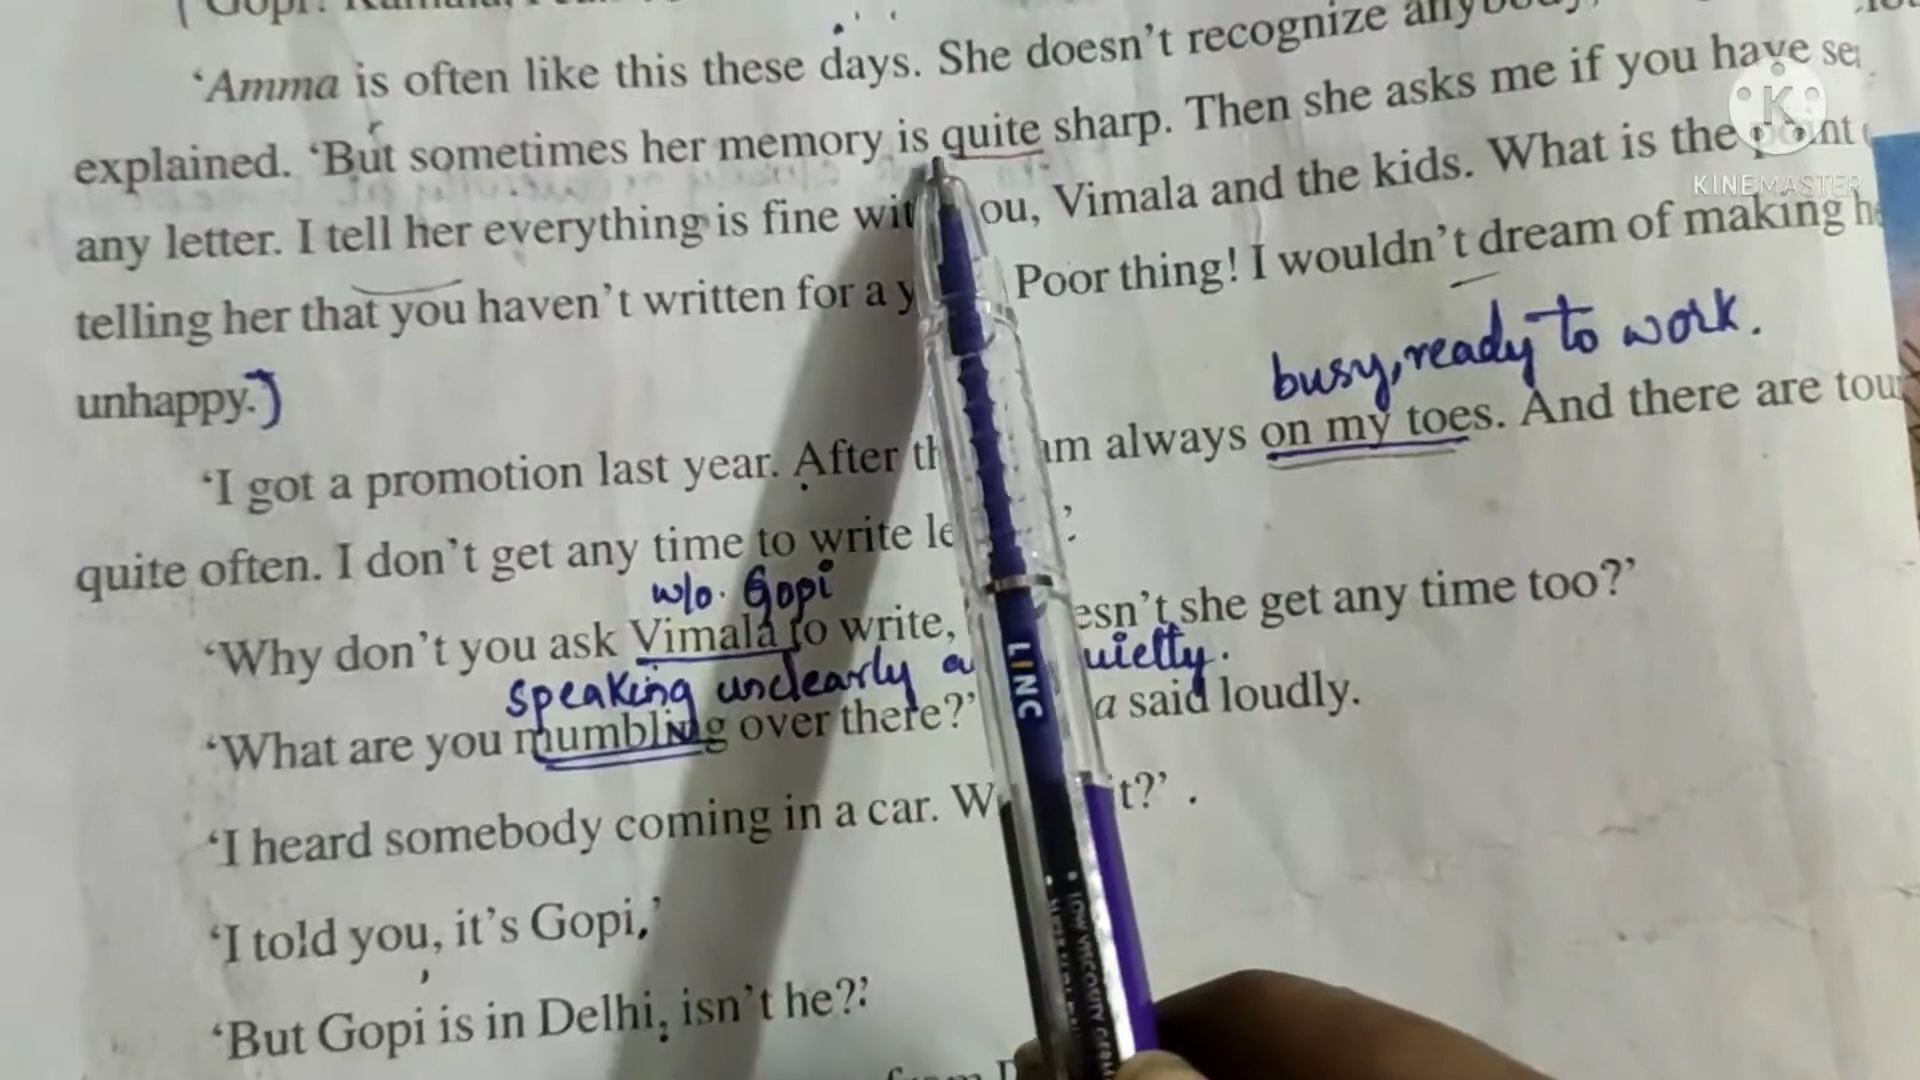 ‘Amma is often like this these days. She doesn’t recognize
explained. ‘But sometimes her memory is quite sharp. Then she asks me if you have
any letter. I tell her everything is fine Vimala and the kids. What is the point
telling her that you haven’t written for a Poor thing! I wouldn’t dream of making
unhappy.)
busy, ready to work.
‘I got a promotion last year. After always on my toes. And there are
quite often. I don’t get any time to write
w/o. Gopi
‘Why don’t you ask Vimala to write, she get any time too?’
speaking unclearly
‘What are you mumbling over there?’ said loudly.
‘I heard somebody coming in a car.
‘I told you, it’s Gopi,’
‘But Gopi is in Delhi, isn’t he?’
KINEMASTER
LINC